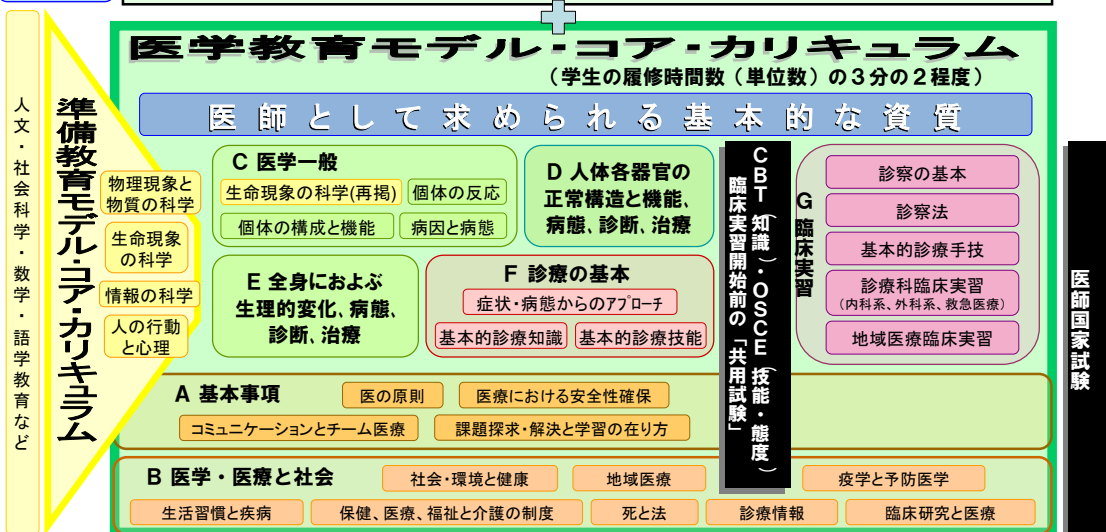 医学教育モデル・コア・カリキュラム
（学生の履修時間数（単位数）の３分の２程度）
医師として求められる基本的な資質
人文・社会科学・数学・語学教育など
準備教育モデル・コア・カリキュラム
物理現象と
物質の科学
生命現象
の科学
情報の科学
人の行動
と心理
C 医学一般
生命現象の科学(再掲)
個体の反応
個体の構成と機能
病因と病態
D 人体各器官の
正常構造と機能、
病態、診断、治療
E 全身におよぶ
生理的変化、病態、
診断、治療
F 診療の基本
症状・病態からのｱﾌﾟﾛｰﾁ
基本的診療知識
基本的診療技能
CBT（知識）・OSCE（技能・態度）
臨床実習開始前の「共用試験」
G 臨床実習
診察の基本
診察法
基本的診療手技
診療科臨床実習
（内科系、外科系、救急医療）
地域医療臨床実習
A 基本事項
医の原則
医療における安全性確保
コミュニケーションとチーム医療
課題探求・解決と学習の在り方
B 医学・医療と社会
社会・環境と健康
地域医療
疫学と予防医学
生活習慣と疾病
保健、医療、福祉と介護の制度
死と法
診療情報
臨床研究と医療
医師国家試験